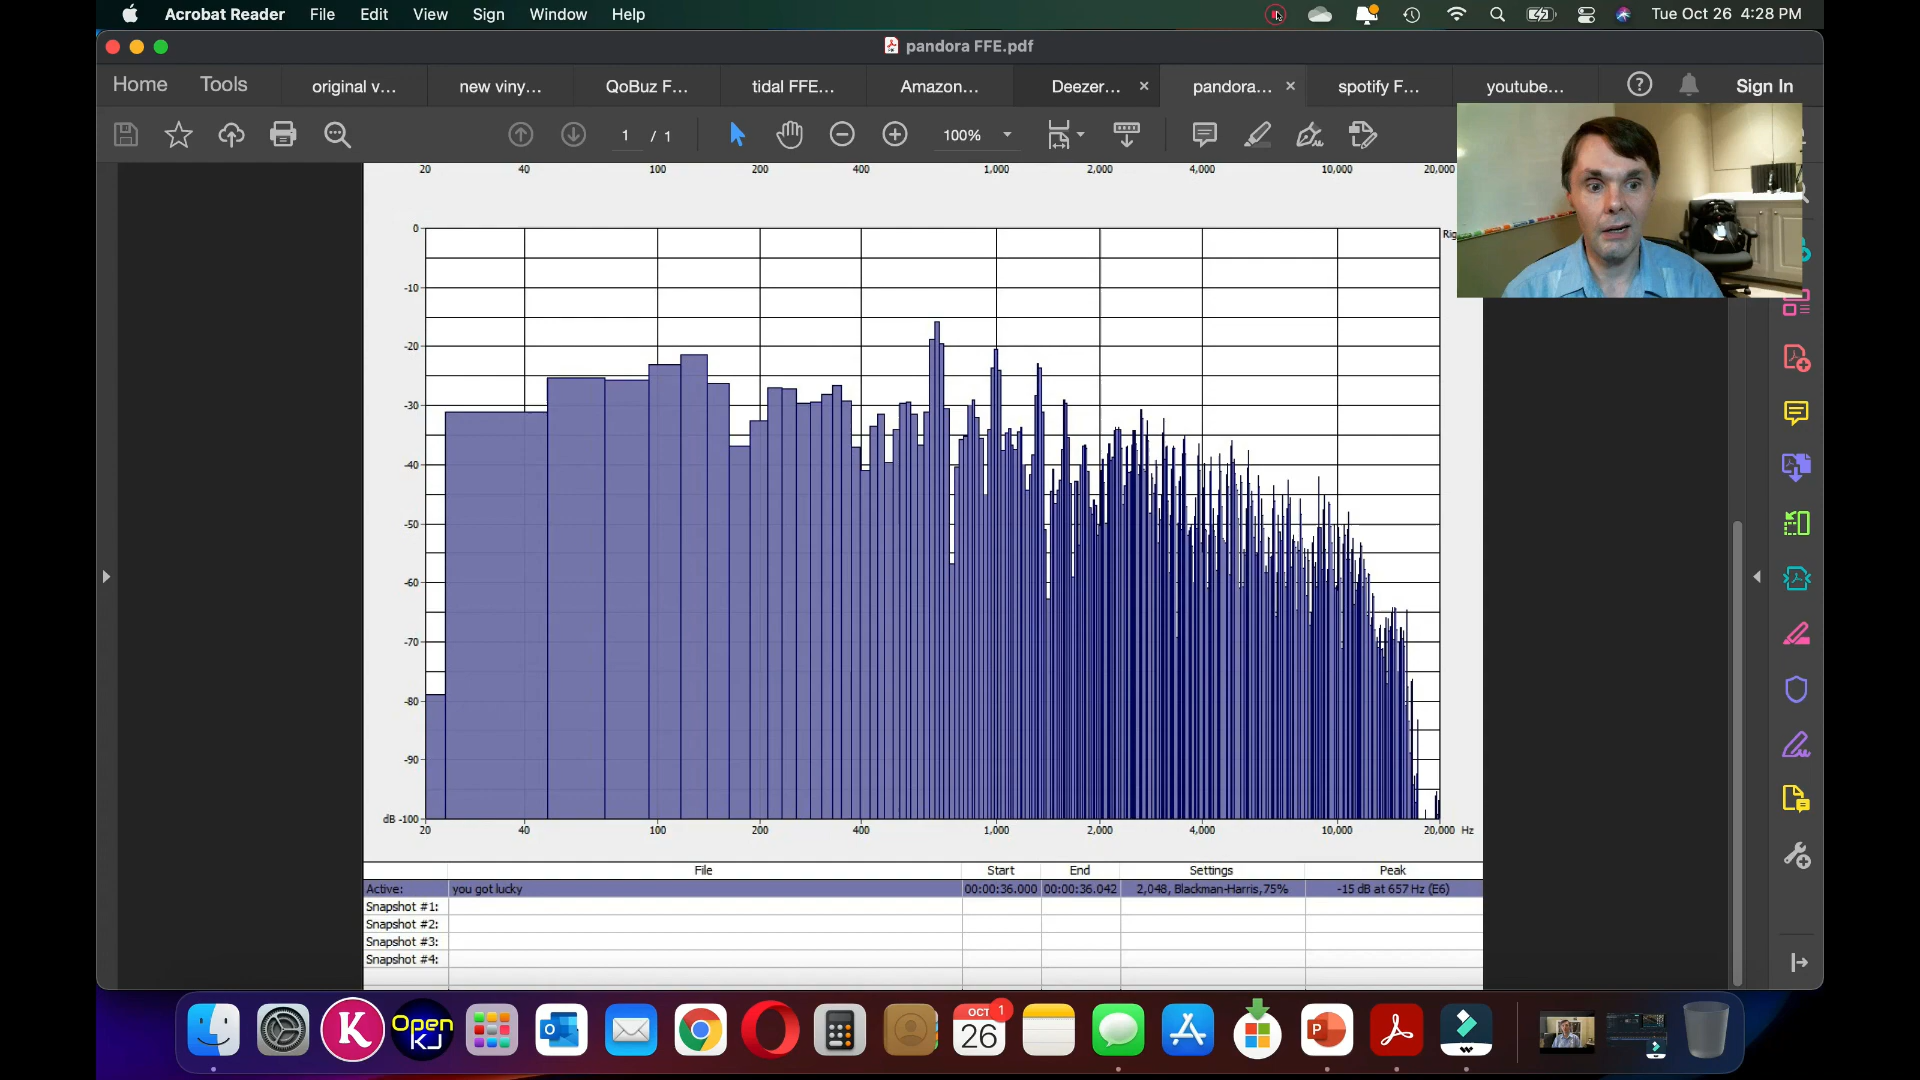 Acrobat Reader File Edit View Sign Window Help Tue Oct 26 4:28 PM
pandora FFE.pdf
Home Tools original v... new viny... QoBuz F... tidal FFE... Amazon... Deezer... × pandora... × spotify F... youtube... Sign In
1 / 1 100%
20 40 100 200 400 1,000 2,000 4,000 10,000 20,000
Rig
0
-10
-20
-30
-40
-50
-60
-70
-80
-90
dB -100
20 40 100 200 400 1,000 2,000 4,000 10,000 20,000 Hz
File Start End Settings Peak
Active: you got lucky 00:00:36.000 00:00:36.042 2,048, Blackman-Harris,75% -15 dB at 657 Hz (E6)
Snapshot #1:
Snapshot #2:
Snapshot #3:
Snapshot #4:
K Open KJ OCT 1 26